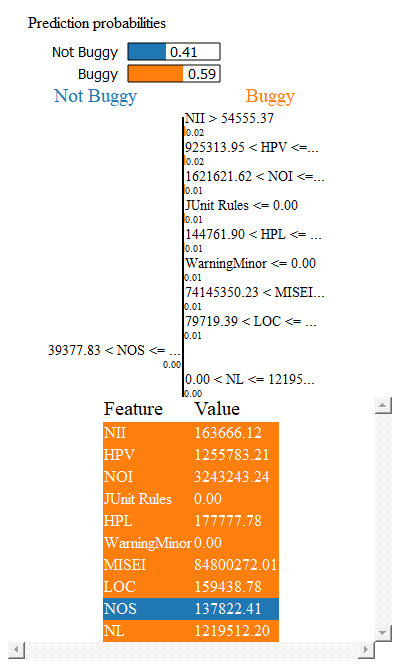 Prediction probabilities
Not Buggy 0.41
Buggy 0.59
Not Buggy Buggy
NII > 54555.37
0.02
925313.95 < HPV <=...
0.02
1621621.62 < NOI <=...
0.01
JUnit Rules <= 0.00
0.01
144761.90 < HPL <= ...
0.01
WarningMinor <= 0.00
0.01
74145350.23 < MISEI...
0.01
79719.39 < LOC <= ...
0.01
39377.83 < NOS <= ...
0.00
0.00 < NL <= 12195...
0.00
Feature Value
NII 163666.12
HPV 1255783.21
NOI 3243243.24
JUnit Rules 0.00
HPL 177777.78
WarningMinor 0.00
MISEI 84800272.01
LOC 159438.78
NOS 137822.41
NL 1219512.20